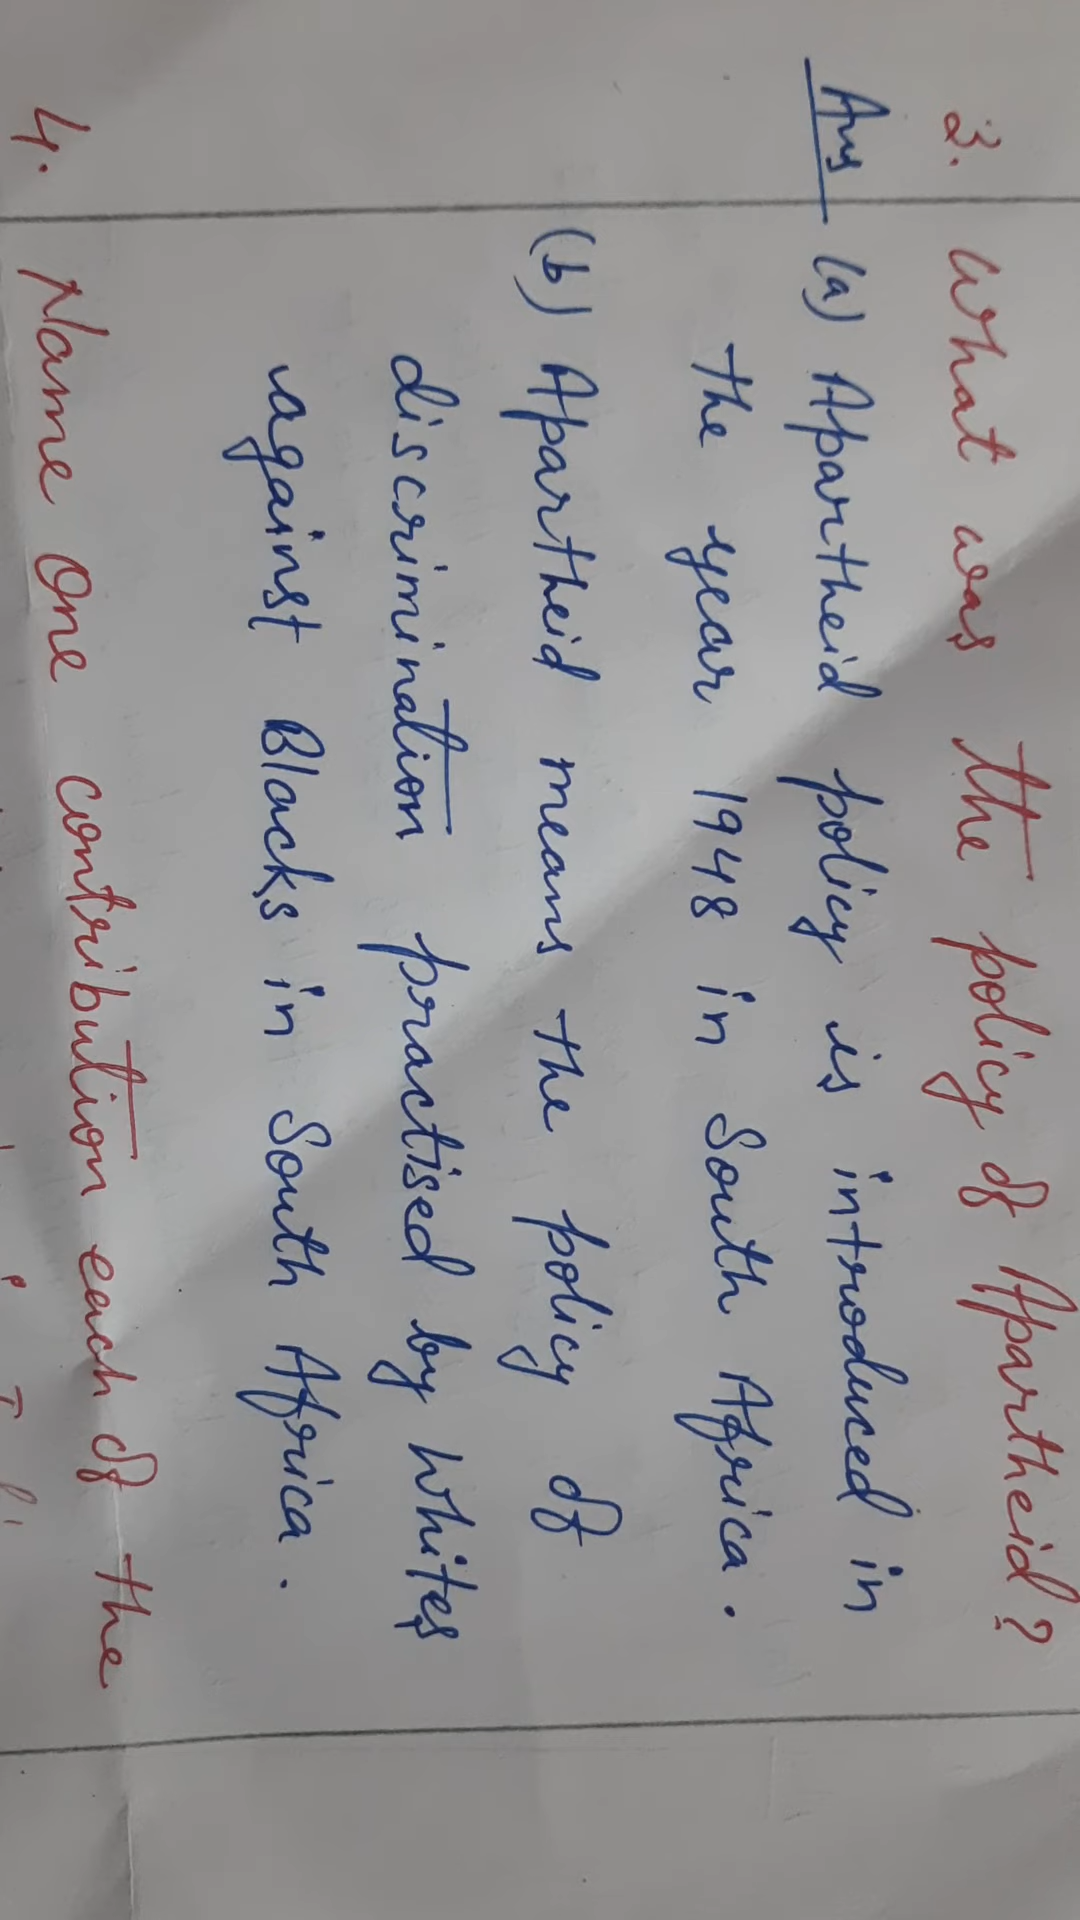 3. What was the policy of Apartheid?
Ans (a) Apartheid policy is introduced in
the year 1948 in South Africa.
(b) Apartheid means the policy of
discrimination practised by whites
against Blacks in South Africa.
4. Name one contribution each of the